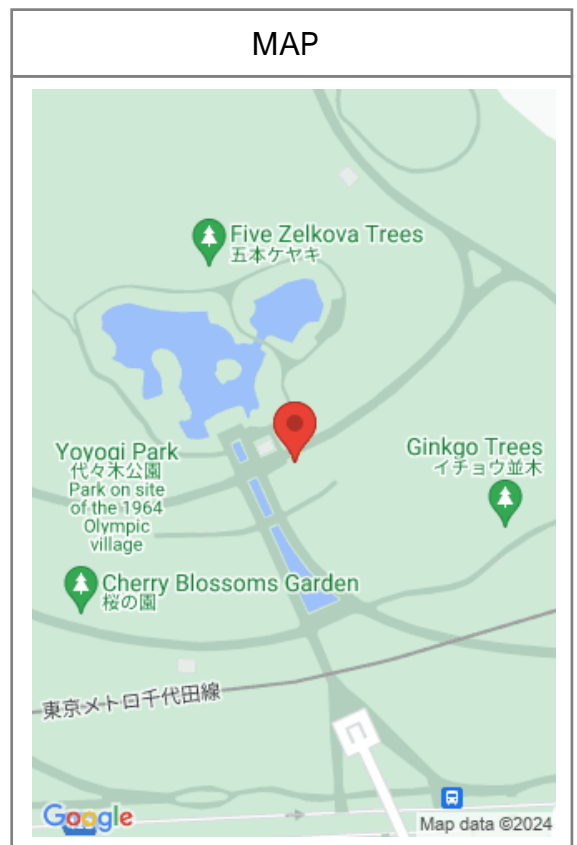 MAP
Five Zelkova Trees
五本ケヤキ
Yoyogi Park
代々木公園
Park on site
of the 1964
Olympic
village
Ginkgo Trees
イチョウ並木
Cherry Blossoms Garden
桜の園
東京メトロ千代田線
Google
Map data ©2024